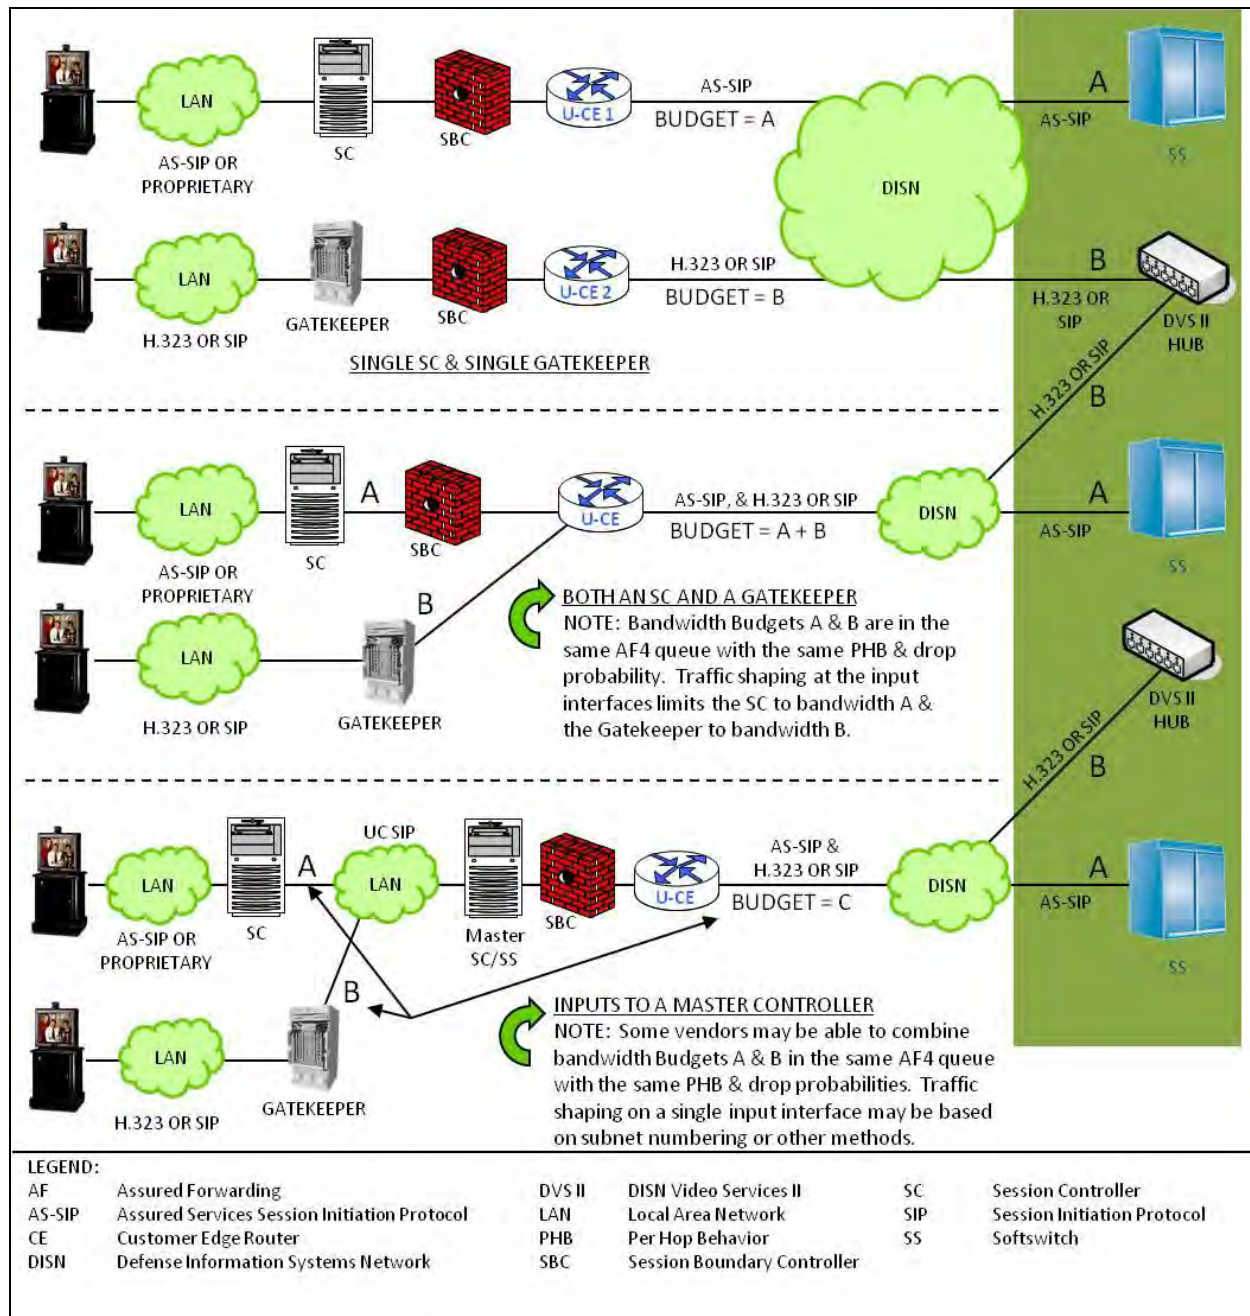 LAN
AS-SIP OR
PROPRIETARY
SC
SBC
U-CE 1
AS-SIP
BUDGET = A
DISN
A
AS-SIP
SS
LAN
H.323 OR SIP
GATEKEEPER
SBC
U-CE 2
H.323 OR SIP
BUDGET = B
B
H.323 OR
SIP
DVS II
HUB
SINGLE SC & SINGLE GATEKEEPER
H.323 OR SIP
B
LAN
AS-SIP OR
PROPRIETARY
SC
A
SBC
U-CE
AS-SIP, & H.323 OR SIP
BUDGET = A + B
DISN
A
AS-SIP
SS
LAN
H.323 OR SIP
GATEKEEPER
B
BOTH AN SC AND A GATEKEEPER
NOTE: Bandwidth Budgets A & B are in the
same AF4 queue with the same PHB & drop
probability. Traffic shaping at the input
interfaces limits the SC to bandwidth A &
the Gatekeeper to bandwidth B.
DVS II
HUB
H.323 OR SIP
B
LAN
AS-SIP OR
PROPRIETARY
SC
A
UC SIP
LAN
Master
SC/SS
SBC
U-CE
AS-SIP &
H.323 OR SIP
BUDGET = C
DISN
A
AS-SIP
SS
LAN
H.323 OR SIP
B
GATEKEEPER
INPUTS TO A MASTER CONTROLLER
NOTE: Some vendors may be able to combine
bandwidth Budgets A & B in the same AF4 queue
with the same PHB & drop probabilities. Traffic
shaping on a single input interface may be based
on subnet numbering or other methods.
LEGEND:
AF Assured Forwarding
AS-SIP Assured Services Session Initiation Protocol
CE Customer Edge Router
DISN Defense Information Systems Network
DVS II DISN Video Services II
LAN Local Area Network
PHB Per Hop Behavior
SBC Session Boundary Controller
SC Session Controller
SIP Session Initiation Protocol
SS Softswitch